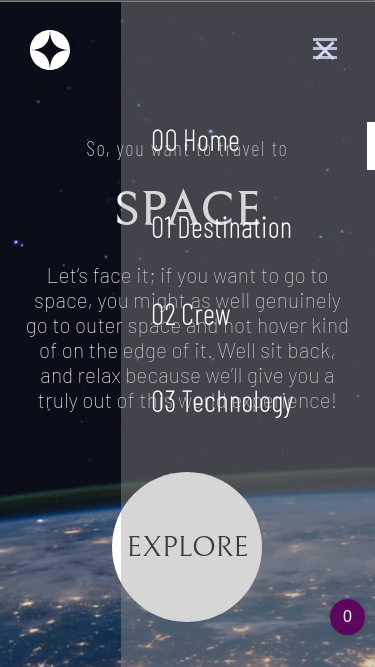 00 Home
So, you want to travel to
SPACE
01 Destination
Let's face it; if you want to go to
space, you might as well genuinely
02 Crew
go to outer space and not hover kind
of on the edge of it. Well sit back,
and relax because we'll give you a
truly out of this world experience!
03 Technology
EXPLORE
0